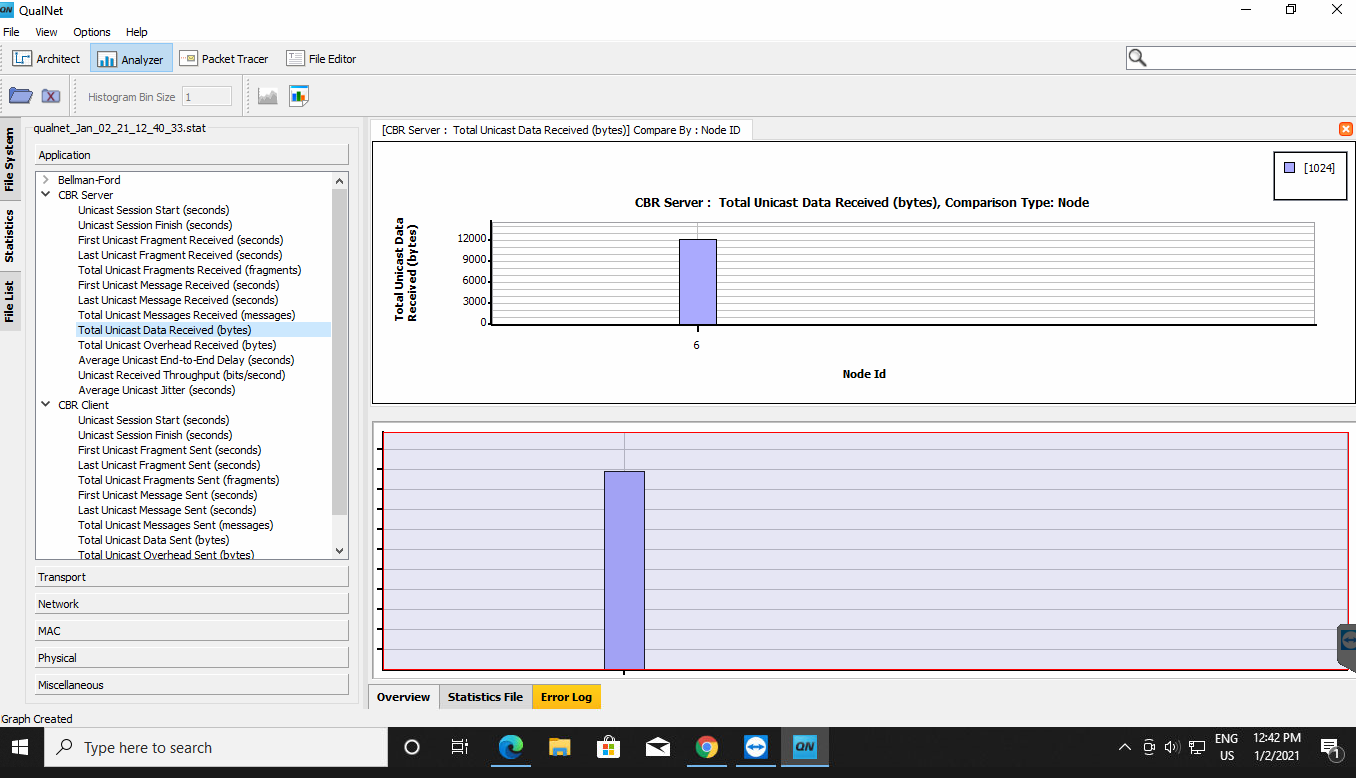 QN QualNet
File View Options Help
Architect Analyzer Packet Tracer File Editor
Histogram Bin Size 1
File System
Statistics
File List
qualnet_Jan_02_21_12_40_33.stat
Application
Bellman-Ford
CBR Server
Unicast Session Start (seconds)
Unicast Session Finish (seconds)
First Unicast Fragment Received (seconds)
Last Unicast Fragment Received (seconds)
Total Unicast Fragments Received (fragments)
First Unicast Message Received (seconds)
Last Unicast Message Received (seconds)
Total Unicast Messages Received (messages)
Total Unicast Data Received (bytes)
Total Unicast Overhead Received (bytes)
Average Unicast End-to-End Delay (seconds)
Unicast Received Throughput (bits/second)
Average Unicast Jitter (seconds)
CBR Client
Unicast Session Start (seconds)
Unicast Session Finish (seconds)
First Unicast Fragment Sent (seconds)
Last Unicast Fragment Sent (seconds)
Total Unicast Fragments Sent (fragments)
First Unicast Message Sent (seconds)
Last Unicast Message Sent (seconds)
Total Unicast Messages Sent (messages)
Total Unicast Data Sent (bytes)
Total Unicast Overhead Sent (bytes)
Transport
Network
MAC
Physical
Miscellaneous
[CBR Server : Total Unicast Data Received (bytes)] Compare By : Node ID
[1024]
CBR Server : Total Unicast Data Received (bytes), Comparison Type: Node
Total Unicast Data
Received (bytes)
12000
9000
6000
3000
0
6
Node Id
Overview Statistics File Error Log
Graph Created
Type here to search
QN
ENG
US
12:42 PM
1/2/2021
1